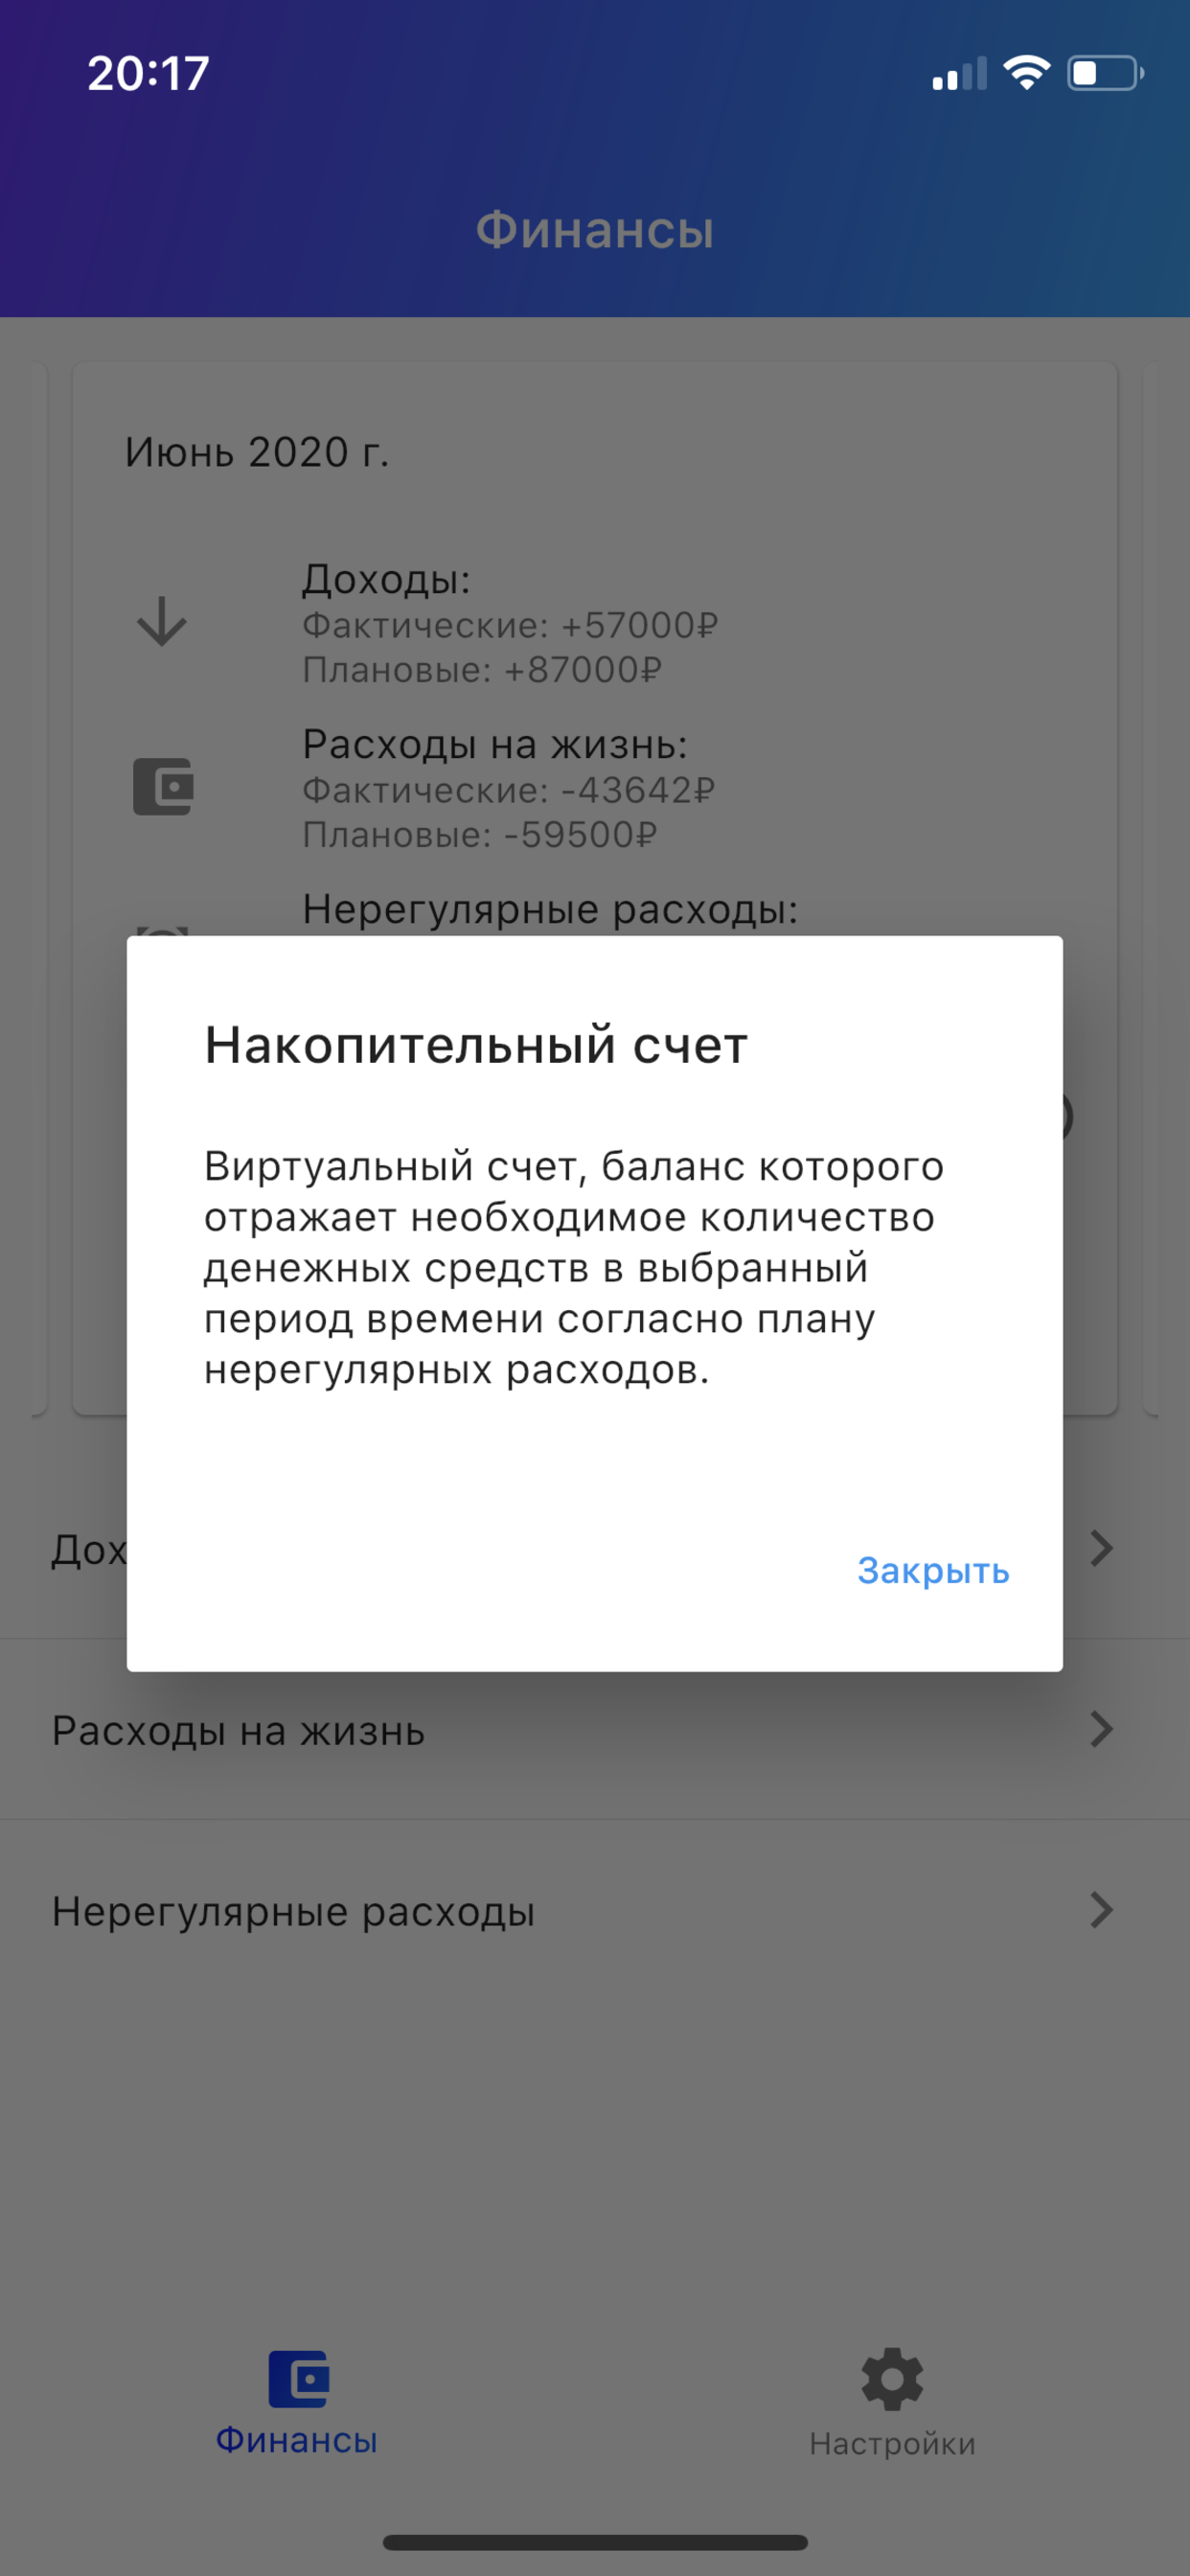 20:17
Финансы
Июнь 2020 г.
Доходы:
Фактические: +57000₽
Плановые: +87000₽
Расходы на жизнь:
Фактические: -43642₽
Плановые: -59500₽
Нерегулярные расходы:
Накопительный счет
Виртуальный счет, баланс которого
отражает необходимое количество
денежных средств в выбранный
период времени согласно плану
нерегулярных расходов.
Закрыть
Расходы на жизнь
Нерегулярные расходы
Финансы
Настройки